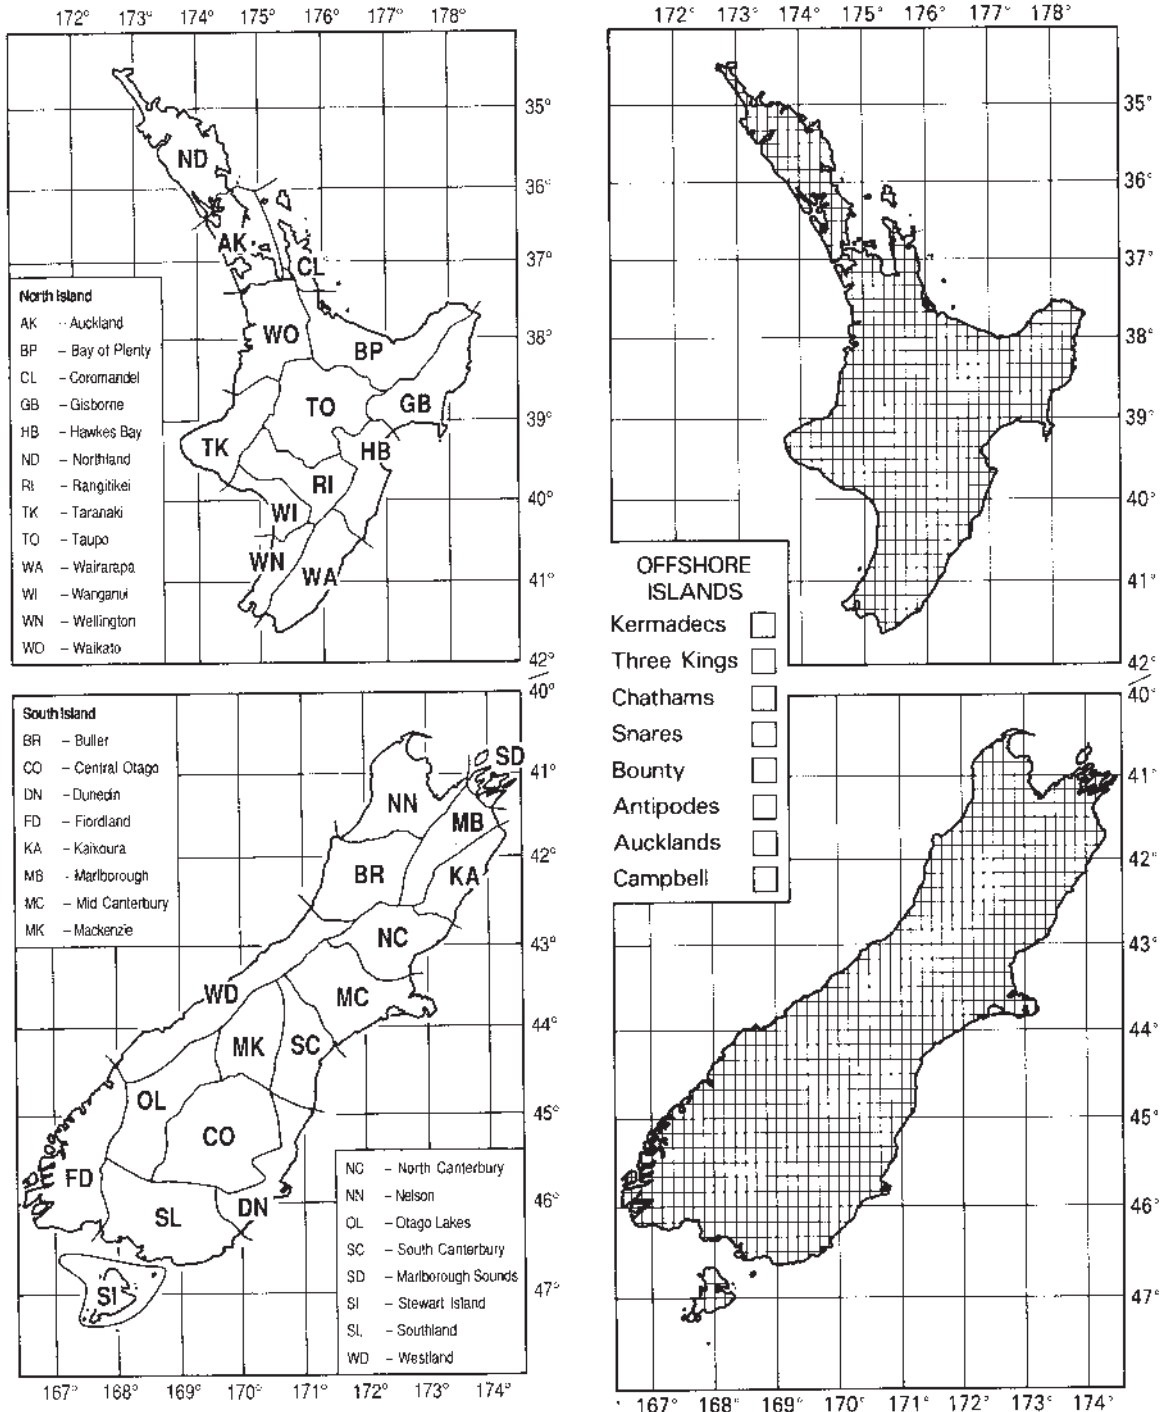 172° 173° 174° 175° 176° 177° 178°
35°
36°
37°
38°
39°
40°
41°
42°
ND
AK
CL
WO
BP
TO
GB
TK
HB
RI
WI
WN
WA
North Island
AK - Auckland
BP – Bay of Plenty
CL – Coromandel
GB – Gisborne
HB – Hawkes Bay
ND – Northland
RI – Rangitikei
TK – Taranaki
TO – Taupo
WA – Wairarapa
WI – Wanganui
WN – Wellington
WO – Waikato
40°
41°
42°
43°
44°
45°
46°
47°
South Island
BR – Buller
CO – Central Otago
DN – Dunedin
FD – Fiordland
KA – Kaikoura
MB - Marlborough
MC – Mid Canterbury
MK – Mackenzie
SD
NN
MB
BR
KA
NC
WD
MC
MK
SC
OL
CO
FD
SL
DN
SI
NC – North Canterbury
NN – Nelson
OL – Otago Lakes
SC – South Canterbury
SD – Marlborough Sounds
SI – Stewart Island
SL – Southland
WD – Westland
167° 168° 169° 170° 171° 172° 173° 174°
172° 173° 174° 175° 176° 177° 178°
35°
36°
37°
38°
39°
40°
41°
42°
OFFSHORE
ISLANDS
Kermadecs
Three Kings
Chathams
Snares
Bounty
Antipodes
Aucklands
Campbell
40°
41°
42°
43°
44°
45°
46°
47°
167° 168° 169° 170° 171° 172° 173° 174°